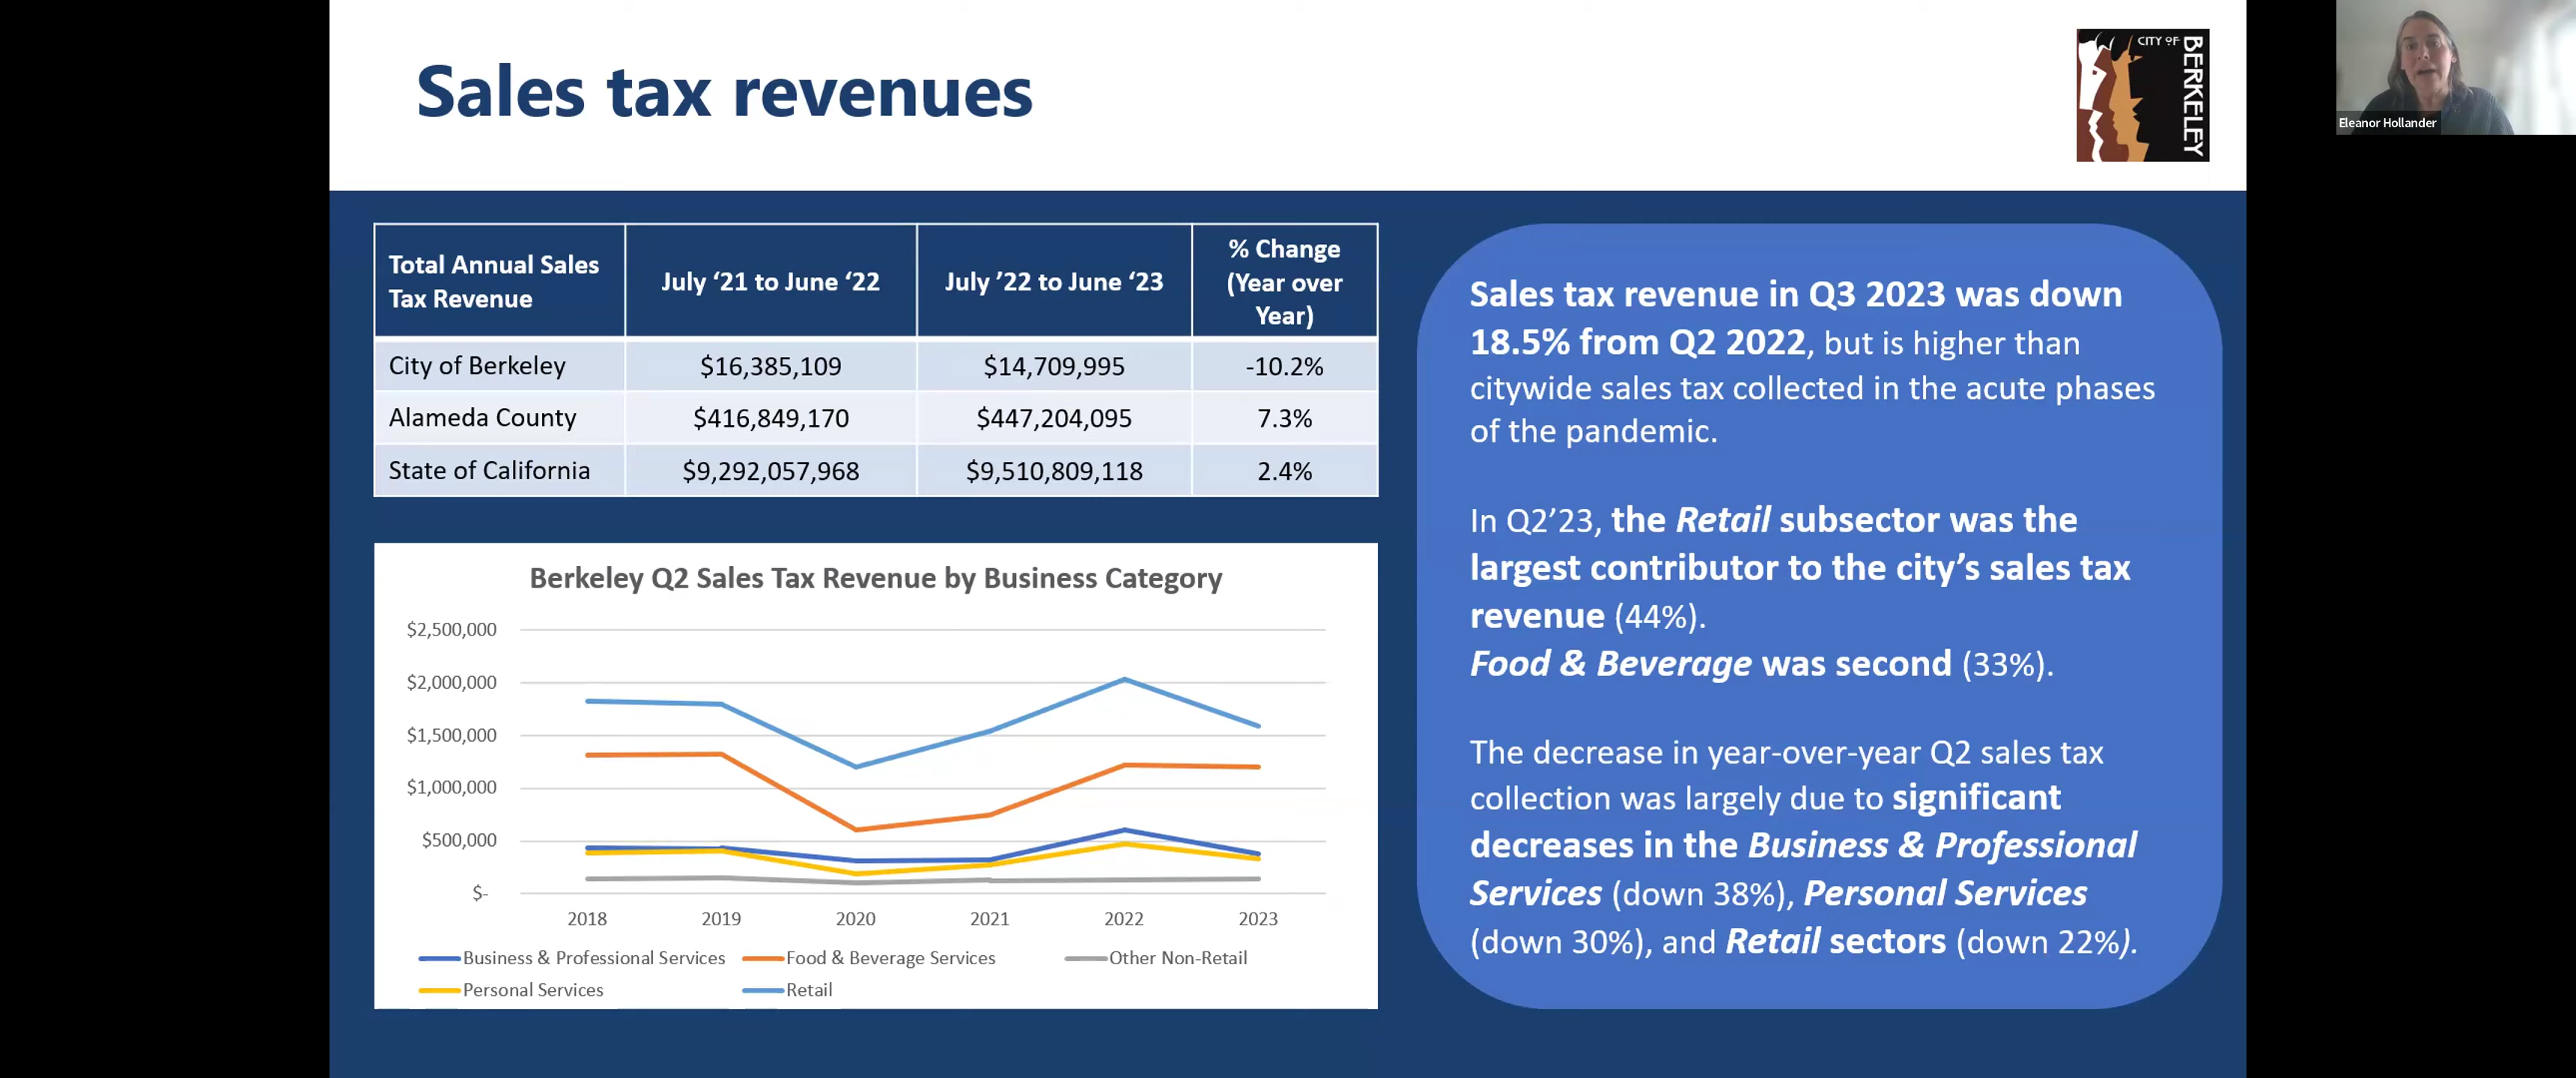 Sales tax revenues
CITY OF
BERKELEY
Eleanor Hollander
Total Annual Sales
Tax Revenue
July ‘21 to June ‘22
July ’22 to June ‘23
% Change
(Year over
Year)
City of Berkeley
$16,385,109
$14,709,995
-10.2%
Alameda County
$416,849,170
$447,204,095
7.3%
State of California
$9,292,057,968
$9,510,809,118
2.4%
Berkeley Q2 Sales Tax Revenue by Business Category
$2,500,000
$2,000,000
$1,500,000
$1,000,000
$500,000
$-
2018 2019 2020 2021 2022 2023
Business & Professional Services Food & Beverage Services Other Non-Retail
Personal Services Retail
Sales tax revenue in Q3 2023 was down
18.5% from Q2 2022, but is higher than
citywide sales tax collected in the acute phases
of the pandemic.
In Q2’23, the Retail subsector was the
largest contributor to the city’s sales tax
revenue (44%).
Food & Beverage was second (33%).
The decrease in year-over-year Q2 sales tax
collection was largely due to significant
decreases in the Business & Professional
Services (down 38%), Personal Services
(down 30%), and Retail sectors (down 22%).